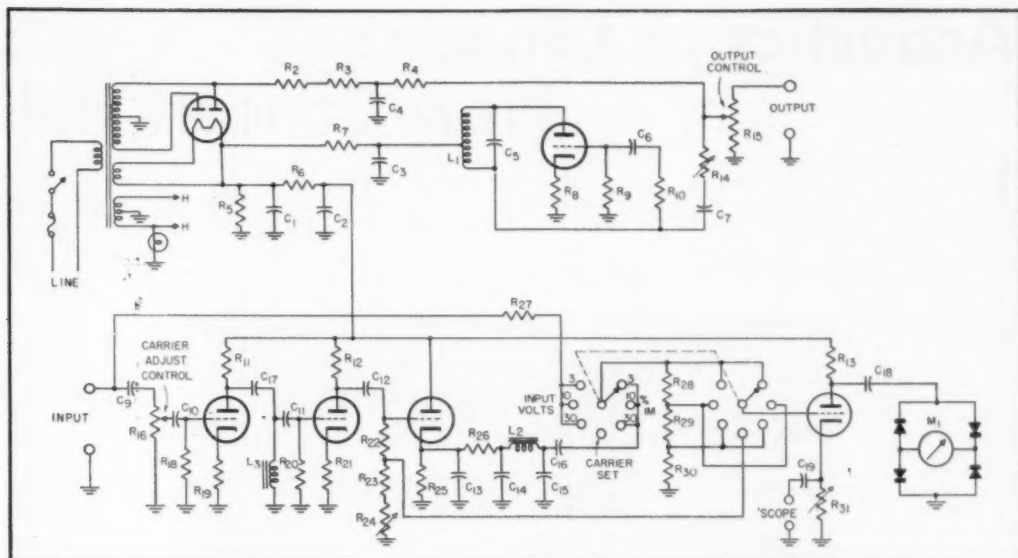 R2
R3
R4
C4
OUTPUT
CONTROL
OUTPUT
R15
R7
C3
L1
C5
C6
R8
R9
R10
R14
C7
R6
R5
C1
C2
H
H
LINE
R27
CARRIER
ADJUST
CONTROL
INPUT
C9
R16
C10
R18
R11
R19
C17
L3
C11
R20
R12
R21
C12
R22
R23
R24
R25
R26
C13
L2
C14
C15
C16
INPUT
VOLTS
3
10
30
3
10
30
%
IM
CARRIER
SET
R28
R29
R30
R13
C18
C19
'SCOPE
R31
M1